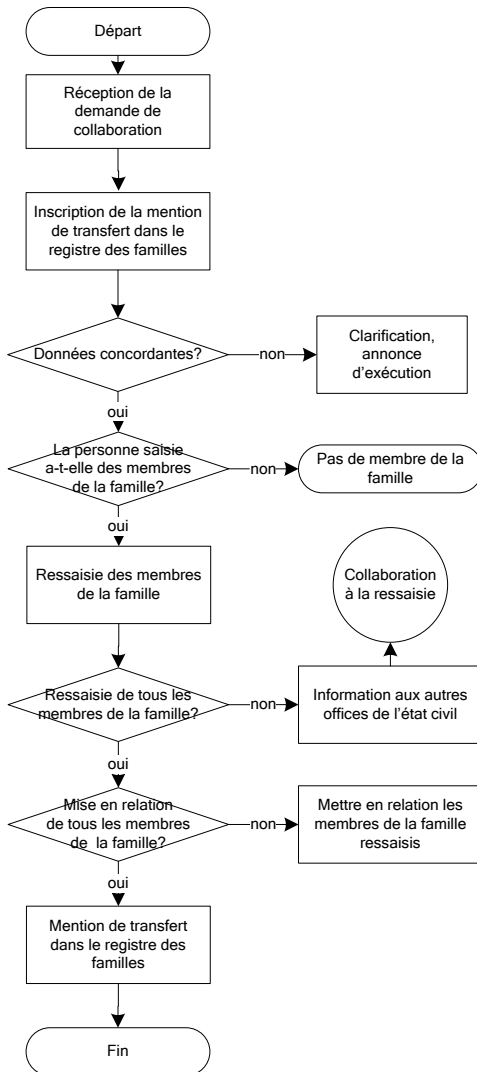 Départ
Réception de la
demande de
collaboration
Inscription de la mention
de transfert dans le
registre des familles
Données concordantes?
non
Clarification,
annonce
d'exécution
oui
La personne saisie
a-t-elle des membres
de la famille?
non
Pas de membre de la
famille
oui
Ressaisie des membres
de la famille
Collaboration
à la ressaisie
Ressaisie de tous les
membres de la famille?
non
Information aux autres
offices de l'état civil
oui
Mise en relation
de tous les membres
de la famille?
non
Mettre en relation les
membres de la famille
ressaisis
oui
Mention de transfert
dans le registre des
familles
Fin